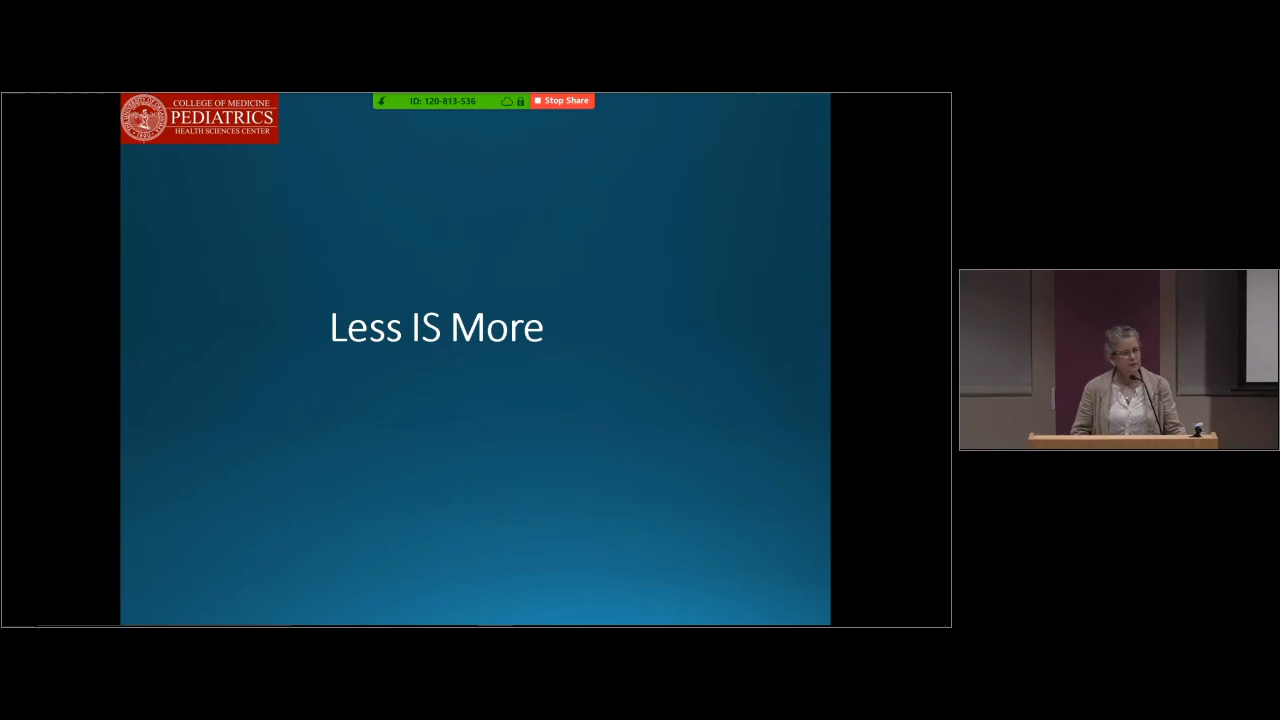 COLLEGE OF MEDICINE
PEDIATRICS
HEALTH SCIENCES CENTER
ID: 120-813-536
Stop Share
Less IS More